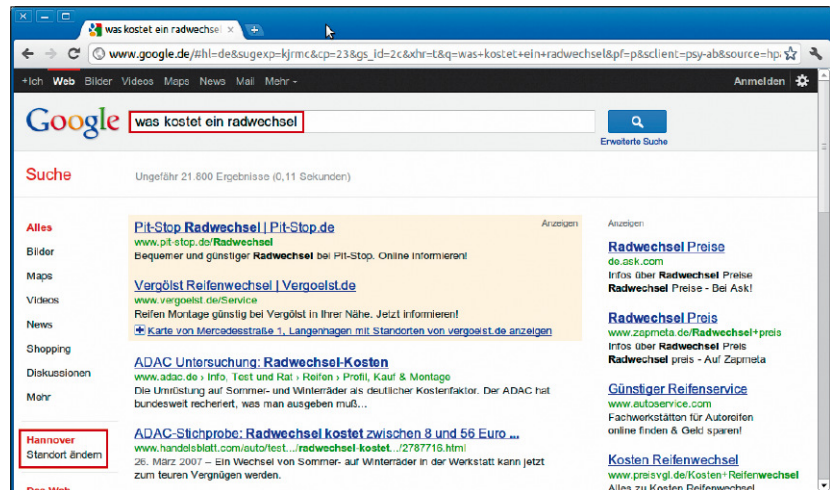 was kostet ein radwechsel
www.google.de/#hl=de&sugexp=kjrmc&cp=23&gs_id=2c&xhr=t&q=was+kostet+ein+radwechsel&pf=p&sclient=psy-ab&source=hp
+Ich Web Bilder Videos Maps News Mail Mehr
Anmelden
Google
was kostet ein radwechsel
Erweiterte Suche
Suche
Ungefähr 21.800 Ergebnisse (0,11 Sekunden)
Alles
Bilder
Maps
Videos
News
Shopping
Diskussionen
Mehr
Hannover
Standort ändern
Das Web
Anzeigen
Pit-Stop Radwechsel | Pit-Stop.de
www.pit-stop.de/Radwechsel
Bequemer und günstiger Radwechsel bei Pit-Stop. Online Informieren!
Vergölst Reifenwechsel | Vergoelst.de
www.vergoelst.de/Service
Reifen Montage günstig bei Vergölst in Ihrer Nähe. Jetzt informieren!
Karte von Mercedesstraße 1, Langenhagen mit Standorten von vergoelst.de anzeigen
ADAC Untersuchung: Radwechsel-Kosten
www.adac.de › Info, Test und Rat › Reifen › Profil, Kauf & Montage
Die Umrüstung auf Sommer- und Winterräder als deutlicher Kostenfaktor. Der ADAC hat
bundesweit recheriert, was man ausgeben muß...
ADAC-Stichprobe: Radwechsel kostet zwischen 8 und 56 Euro ...
www.handelsblatt.com/auto/test.../radwechsel-kostet.../2787716.html
26. März 2007 – Ein Wechsel von Sommer- auf Winterräder in der Werkstatt kann jetzt
zum teuren Vergnügen werden.
Anzeigen
Radwechsel Preise
de.ask.com
Infos über Radwechsel Preise
Radwechsel Preise - Bei Ask!
Radwechsel Preis
www.zapmeta.de/Radwechsel+preis
Infos über Radwechsel Preis
Radwechsel preis - Auf Zapmeta
Günstiger Reifenservice
www.autoservice.com
Fachwerkstätten für Autoreifen
online finden & Geld sparen!
Kosten Reifenwechsel
www.preisvgl.de/Kosten+Reifenwechsel
Alles zu Kosten Reifenwechsel